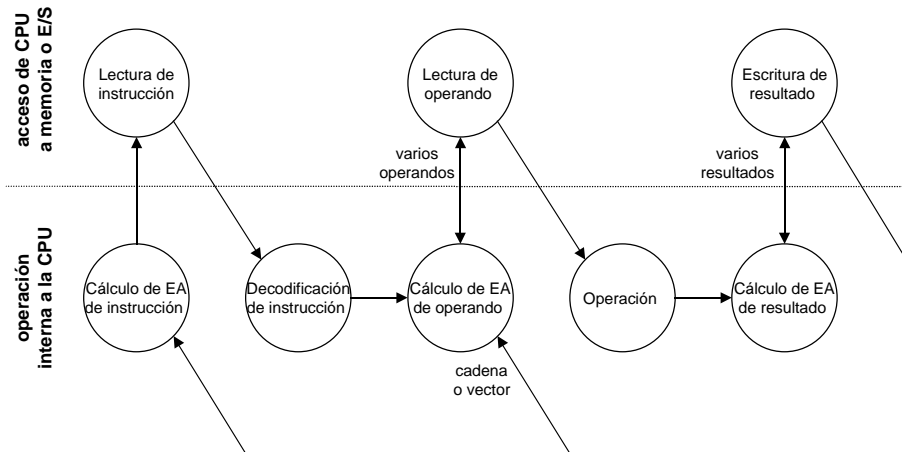 acceso de CPU
a memoria o E/S
Lectura de
instrucción
Lectura de
operando
Escritura de
resultado
varios
operandos
varios
resultados
operación
interna a la CPU
Cálculo de EA
de instrucción
Decodificación
de instrucción
Cálculo de EA
de operando
Operación
Cálculo de EA
de resultado
cadena
o vector